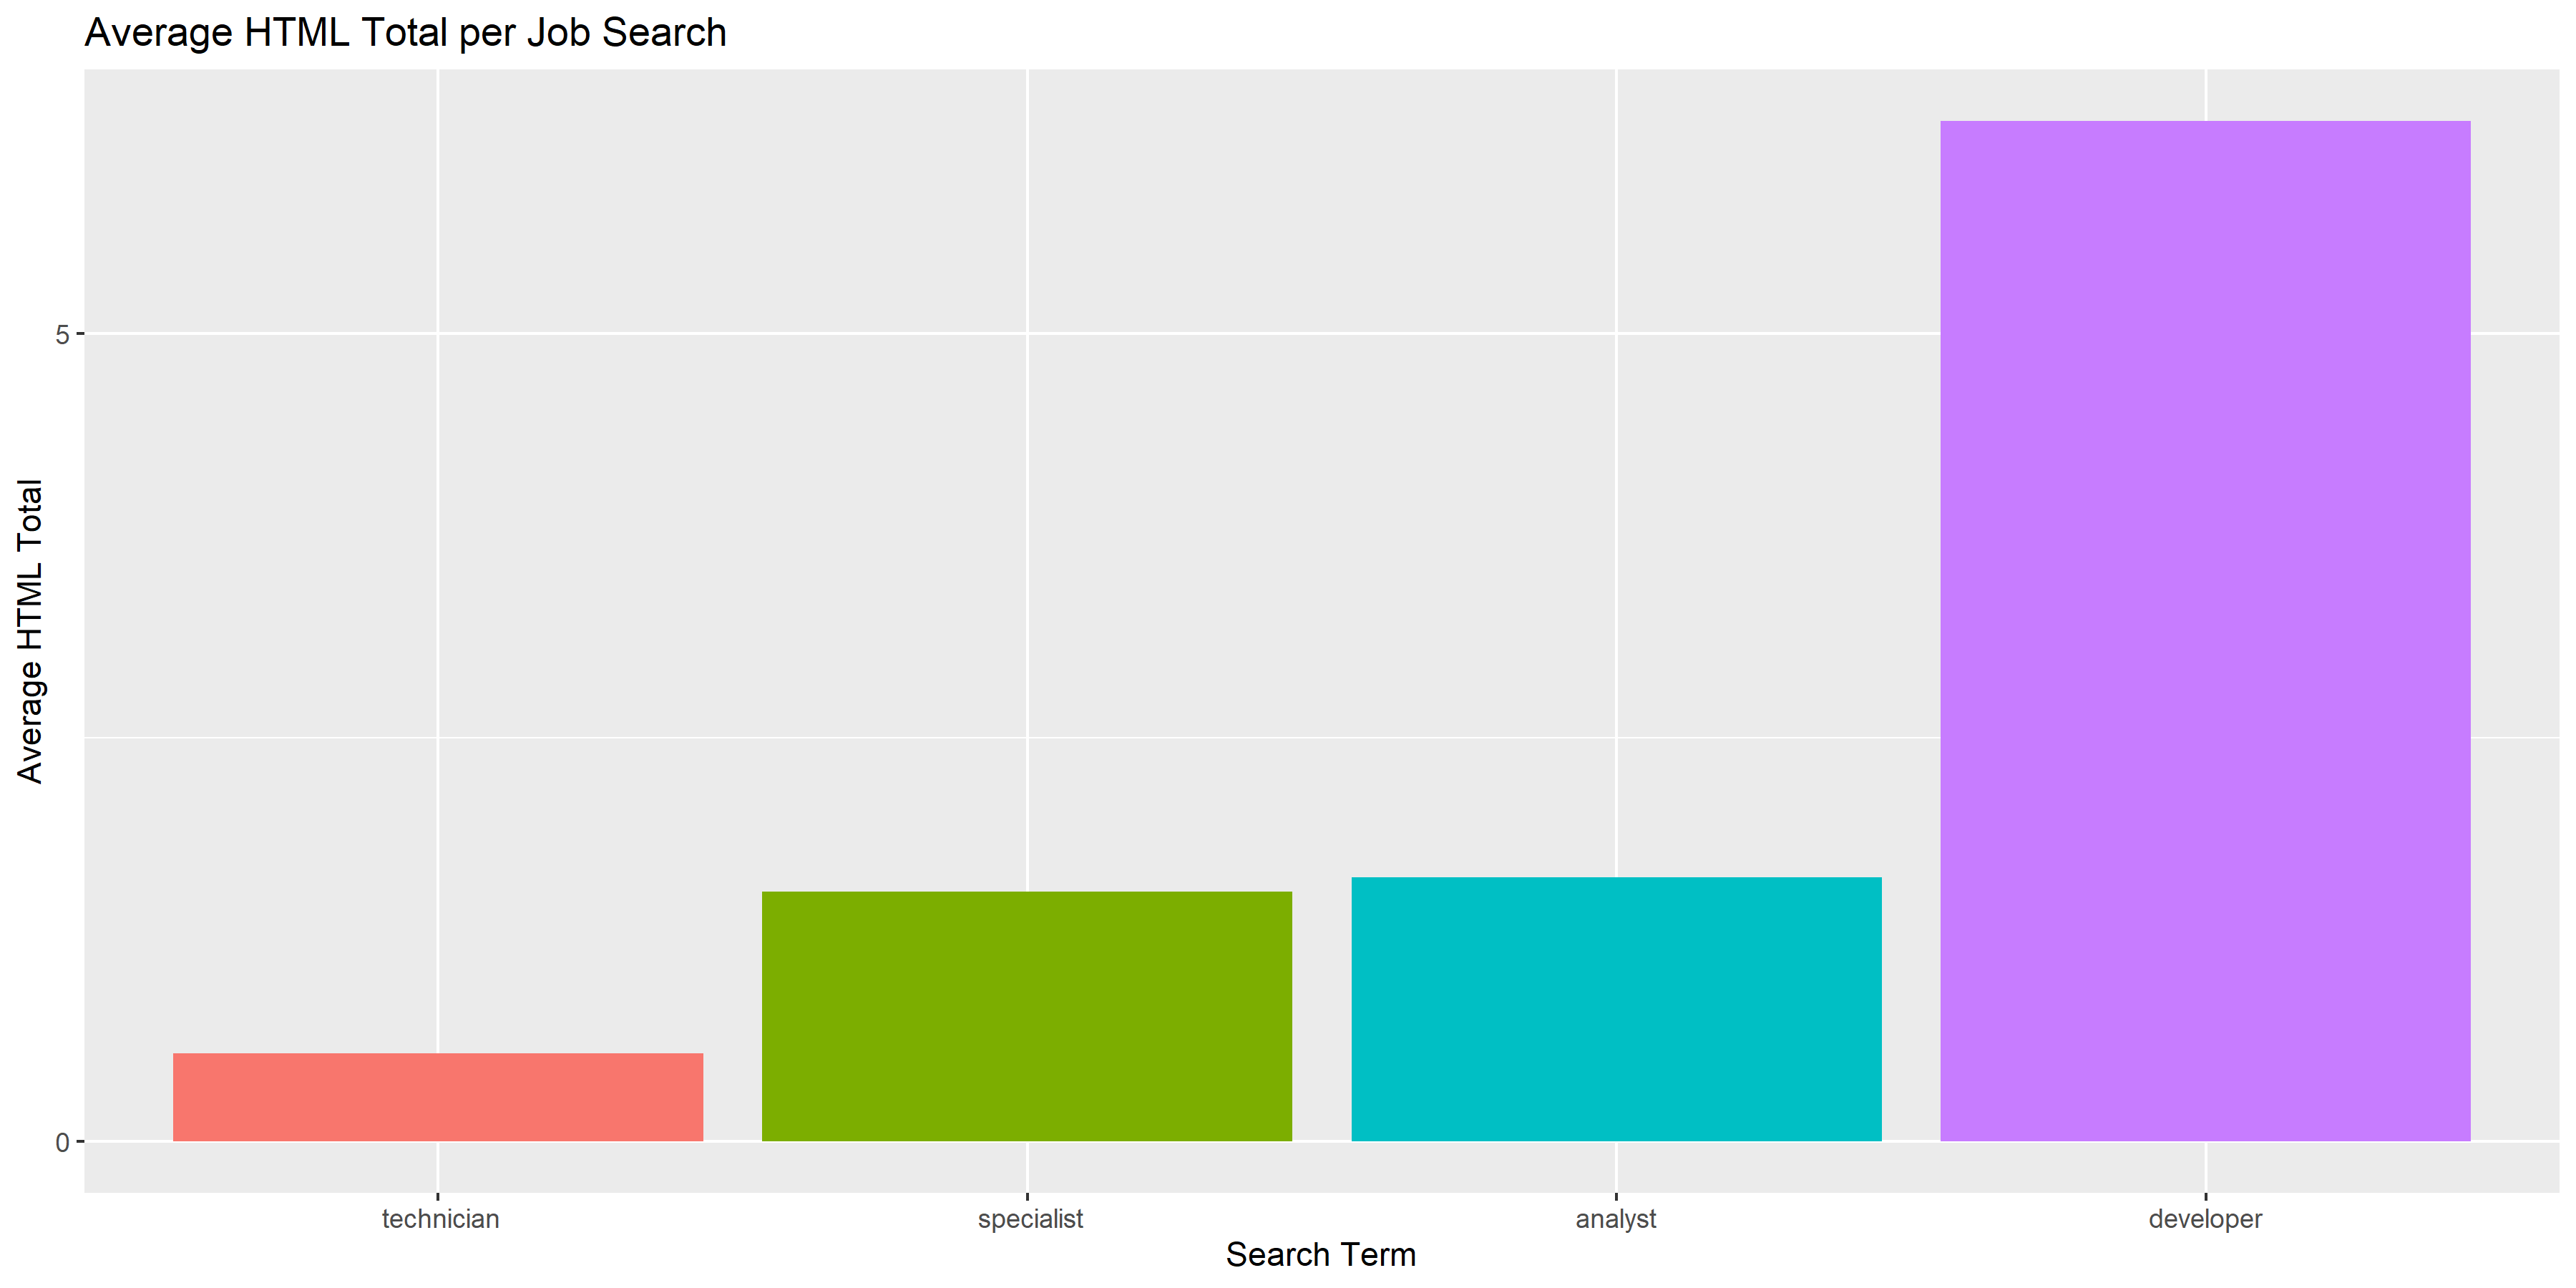 Average HTML Total per Job Search
Average HTML Total
5
0
technician specialist analyst developer
Search Term